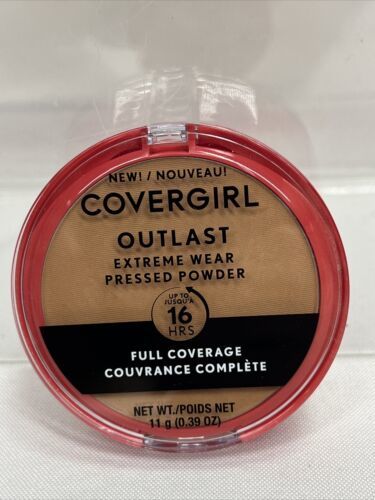 NEW! / NOUVEAU!
COVERGIRL
OUTLAST
EXTREME WEAR
PRESSED POWDER
UP TO
JUSQU'À
16
HRS
FULL COVERAGE
COUVRANCE COMPLÈTE
NET WT./POIDS NET
11 g (0.39 OZ)